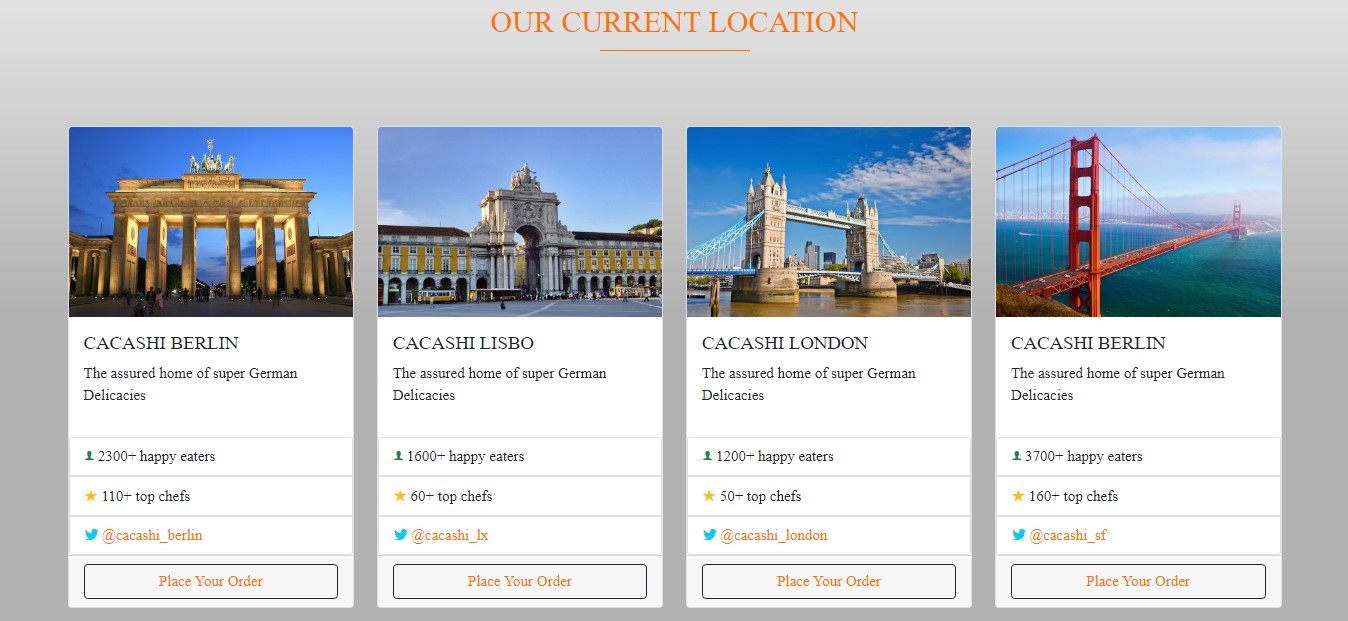 OUR CURRENT LOCATION
CACASHI BERLIN
The assured home of super German
Delicacies
2300+ happy eaters
110+ top chefs
@cacashi_berlin
Place Your Order
CACASHI LISBO
The assured home of super German
Delicacies
1600+ happy eaters
60+ top chefs
@cacashi_lx
Place Your Order
CACASHI LONDON
The assured home of super German
Delicacies
1200+ happy eaters
50+ top chefs
@cacashi_london
Place Your Order
CACASHI BERLIN
The assured home of super German
Delicacies
3700+ happy eaters
160+ top chefs
@cacashi_sf
Place Your Order